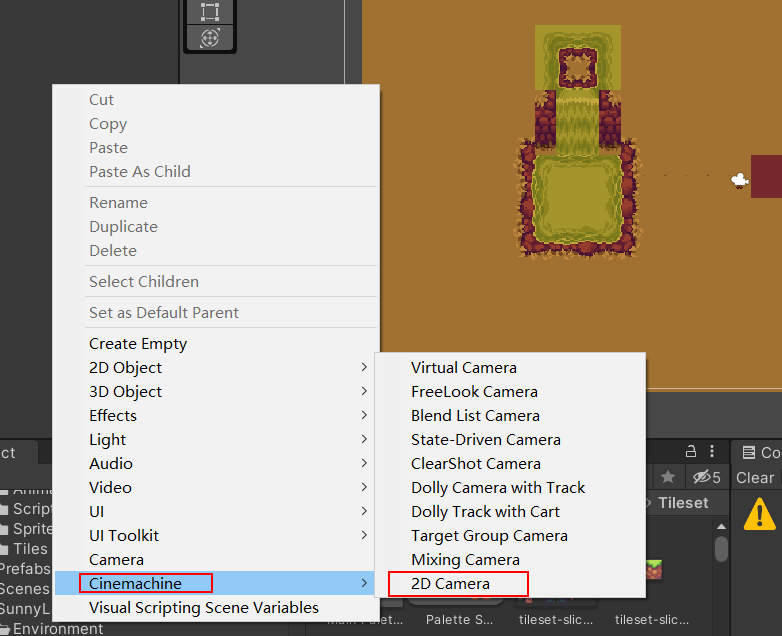 Cut
Copy
Paste
Paste As Child
Rename
Duplicate
Delete
Select Children
Set as Default Parent
Create Empty
2D Object
3D Object
Effects
Light
Audio
Video
UI
UI Toolkit
Camera
Cinemachine
Visual Scripting Scene Variables
Virtual Camera
FreeLook Camera
Blend List Camera
State-Driven Camera
ClearShot Camera
Dolly Camera with Track
Dolly Track with Cart
Target Group Camera
Mixing Camera
2D Camera
ct
Anima
Script
Sprite
Tiles
Prefabs
Scenes
SunnyL
Environment
5
Co
Clear
Tileset
Main Palet...
Palette S...
tileset-slic...
tileset-slic...